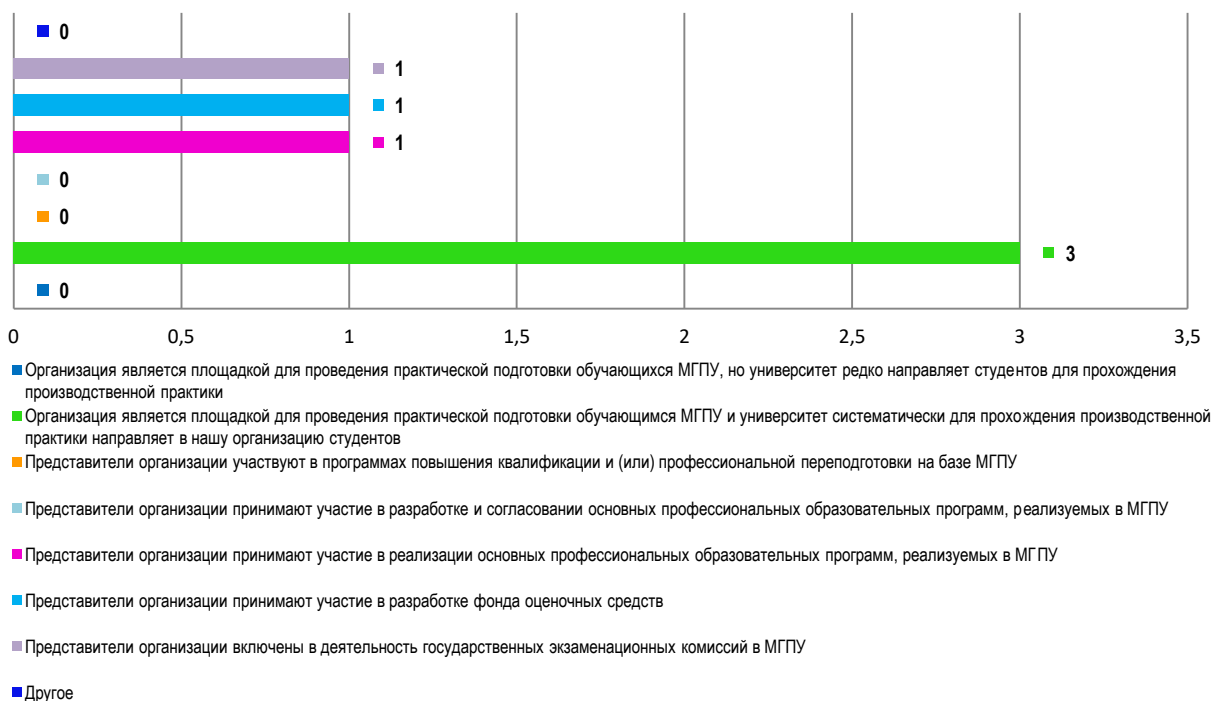 0
1
1
1
0
0
3
0
0 0,5 1 1,5 2 2,5 3 3,5
Организация является площадкой для проведения практической подготовки обучающихся МГПУ, но университет редко направляет студентов для прохождения
производственной практики
Организация является площадкой для проведения практической подготовки обучающимся МГПУ и университет систематически для прохождения производственной
практики направляет в нашу организацию студентов
Представители организации участвуют в программах повышения квалификации и (или) профессиональной переподготовки на базе МГПУ
Представители организации принимают участие в разработке и согласовании основных профессиональных образовательных программ, реализуемых в МГПУ
Представители организации принимают участие в реализации основных профессиональных образовательных программ, реализуемых в МГПУ
Представители организации принимают участие в разработке фонда оценочных средств
Представители организации включены в деятельность государственных экзаменационных комиссий в МГПУ
Другое